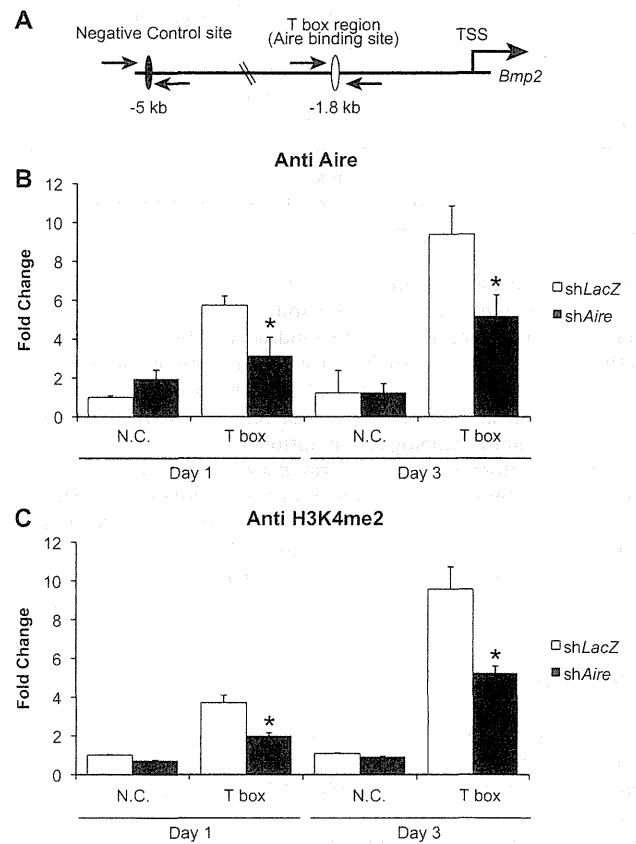 A
Negative Control site
T box region
(Aire binding site)
TSS
Bmp2
-5 kb
-1.8 kb
B
Anti Aire
Fold Change
12
10
8
6
4
2
0
*
*
shLacZ
shAire
N.C.
T box
N.C.
T box
Day 1
Day 3
C
Anti H3K4me2
Fold Change
12
10
8
6
4
2
0
*
*
shLacZ
shAire
N.C.
T box
N.C.
T box
Day 1
Day 3